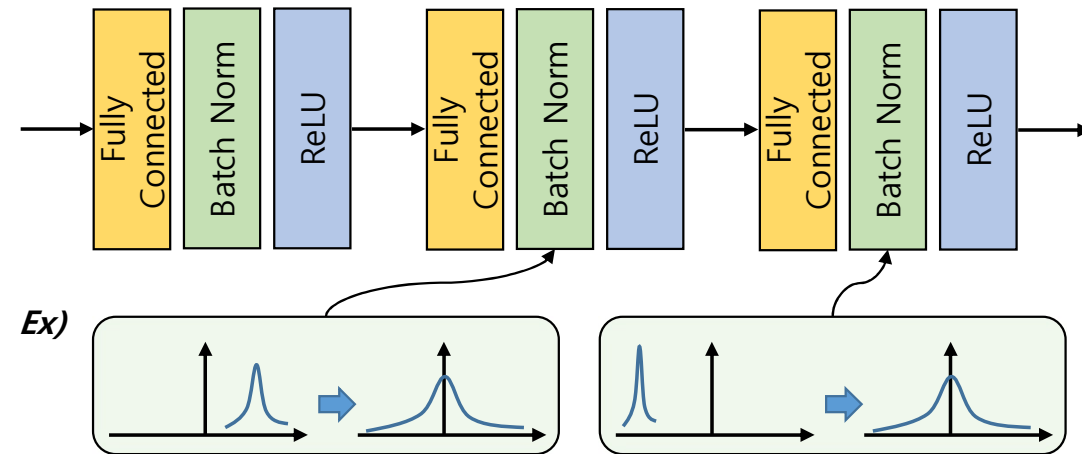 Fully
Connected
Batch Norm
ReLU
Fully
Connected
Batch Norm
ReLU
Fully
Connected
Batch Norm
ReLU
Ex)